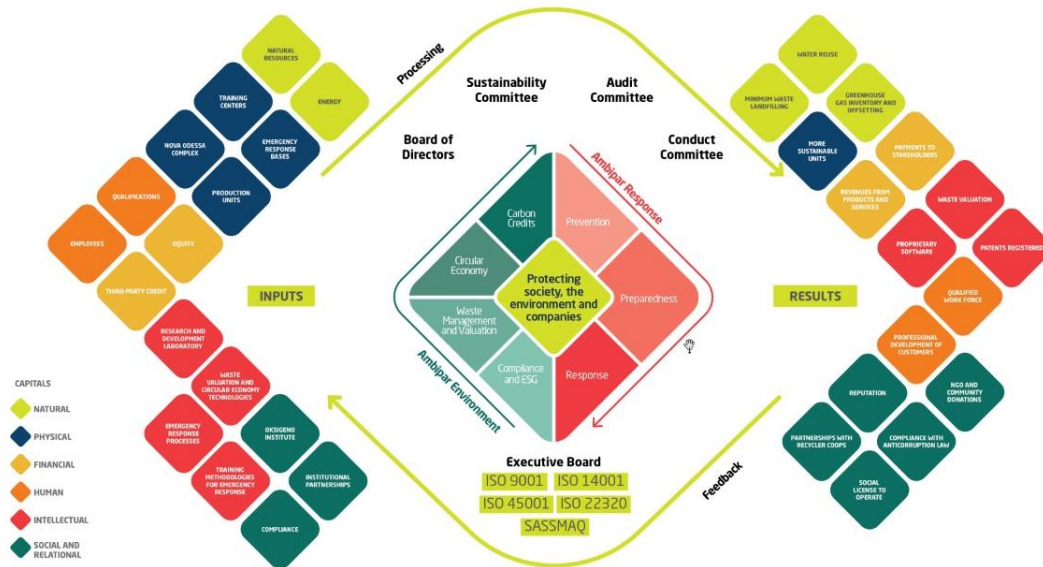 NATURAL
RESOURCES
ENERGY
TRAINING
CENTERS
NOVA ODESSA
COMPLEX
EMERGENCY
RESPONSE
BASES
PRODUCTION
UNITS
QUALIFICATIONS
EMPLOYEES
EQUITY
THIRD-PARTY CREDIT
INPUTS
RESEARCH AND
DEVELOPMENT
LABORATORY
WASTE
VALUATION AND
CIRCULAR ECONOMY
TECHNOLOGIES
EMERGENCY
RESPONSE
PROCESSES
OKSIGENO
INSTITUTE
TRAINING
METHODOLOGIES
FOR EMERGENCY
RESPONSE
INSTITUTIONAL
PARTNERSHIPS
COMPLIANCE
CAPITALS
NATURAL
PHYSICAL
FINANCIAL
HUMAN
INTELLECTUAL
SOCIAL AND
RELATIONAL
Processing
Sustainability
Committee
Audit
Committee
Board of
Directors
Conduct
Committee
Ambipar Response
Carbon
Credits
Prevention
Circular
Economy
Protecting
society, the
environment and
companies
Preparedness
Waste
Management
and Valuation
Compliance
and ESG
Response
Ambipar Environment
Executive Board
ISO 9001
ISO 14001
ISO 45001
ISO 22320
SASSMAQ
Feedback
RESULTS
WATER REUSE
MINIMUM WASTE
LANDFILLING
GREENHOUSE
GAS INVENTORY AND
OFFSETTING
MORE
SUSTAINABLE
UNITS
PAYMENTS TO
STAKEHOLDERS
REVENUES FROM
PRODUCTS AND
SERVICES
WASTE VALUATION
PROPRIETARY
SOFTWARE
PATENTS REGISTERED
QUALIFIED
WORK FORCE
PROFESSIONAL
DEVELOPMENT OF
CUSTOMERS
REPUTATION
NGO AND
COMMUNITY
DONATIONS
PARTNERSHIPS WITH
RECYCLER COOPS
COMPLIANCE WITH
ANTICORRUPTION LAW
SOCIAL
LICENSE TO
OPERATE